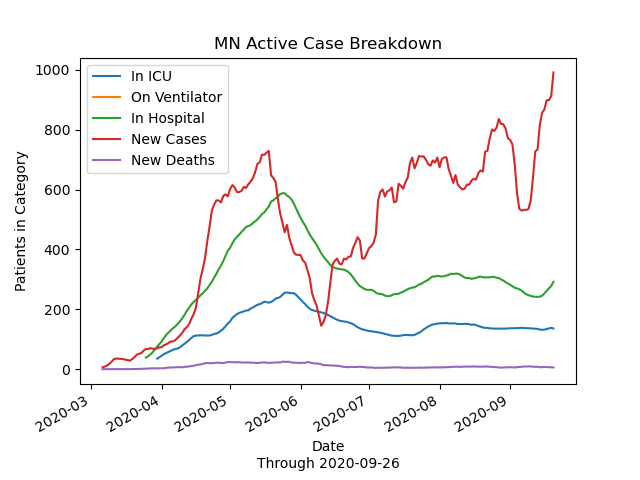 MN Active Case Breakdown
In ICU
On Ventilator
In Hospital
New Cases
New Deaths
Patients in Category
1000
800
600
400
200
0
2020-03
2020-04
2020-05
2020-06
2020-07
2020-08
2020-09
Date
Through 2020-09-26